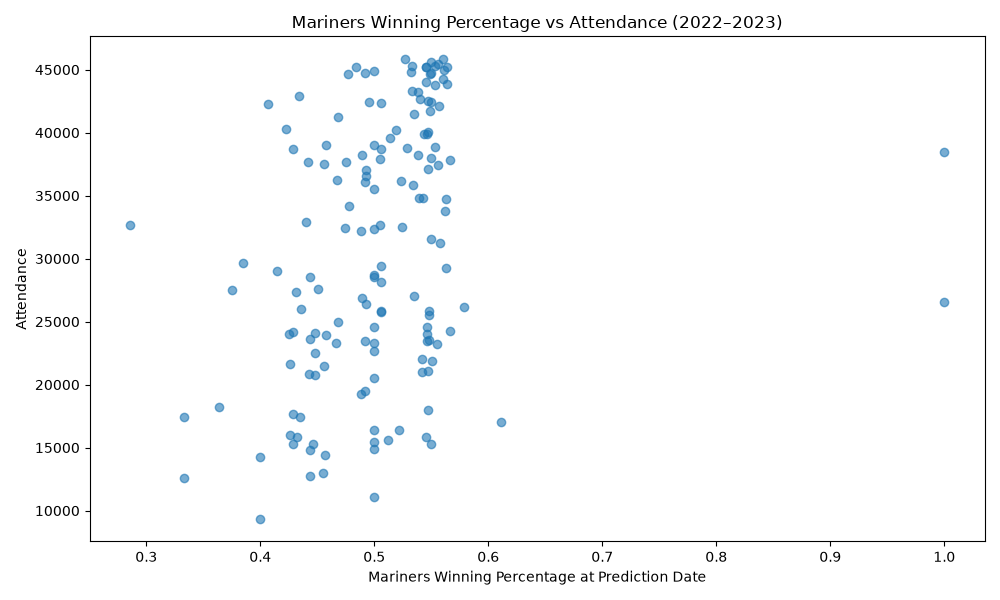 Mariners Winning Percentage vs Attendance (2022–2023)
45000
40000
35000
30000
25000
20000
15000
10000
Attendance
0.3 0.4 0.5 0.6 0.7 0.8 0.9 1.0
Mariners Winning Percentage at Prediction Date